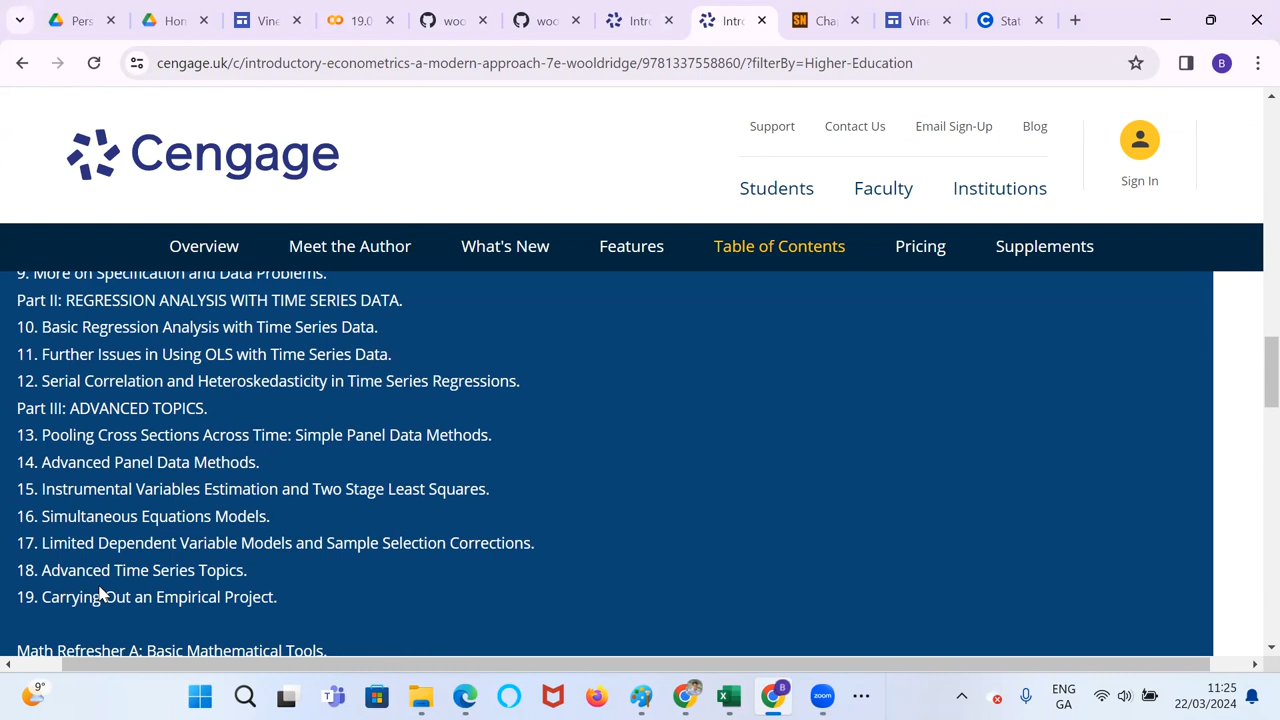 Pers
Hon
Vine
19.0
woo
woo
Intro
Intro
Cha
Vine
Stat
cengage.uk/c/introductory-econometrics-a-modern-approach-7e-wooldridge/9781337558860/?filterBy=Higher-Education
B
Support
Contact Us
Email Sign-Up
Blog
Cengage
Students
Faculty
Institutions
Sign In
Overview
Meet the Author
What's New
Features
Table of Contents
Pricing
Supplements
9. More on Specification and Data Problems.
Part II: REGRESSION ANALYSIS WITH TIME SERIES DATA.
10. Basic Regression Analysis with Time Series Data.
11. Further Issues in Using OLS with Time Series Data.
12. Serial Correlation and Heteroskedasticity in Time Series Regressions.
Part III: ADVANCED TOPICS.
13. Pooling Cross Sections Across Time: Simple Panel Data Methods.
14. Advanced Panel Data Methods.
15. Instrumental Variables Estimation and Two Stage Least Squares.
16. Simultaneous Equations Models.
17. Limited Dependent Variable Models and Sample Selection Corrections.
18. Advanced Time Series Topics.
19. Carrying Out an Empirical Project.
Math Refresher A: Basic Mathematical Tools.
9°
zoom
B
ENG
GA
11:25
22/03/2024